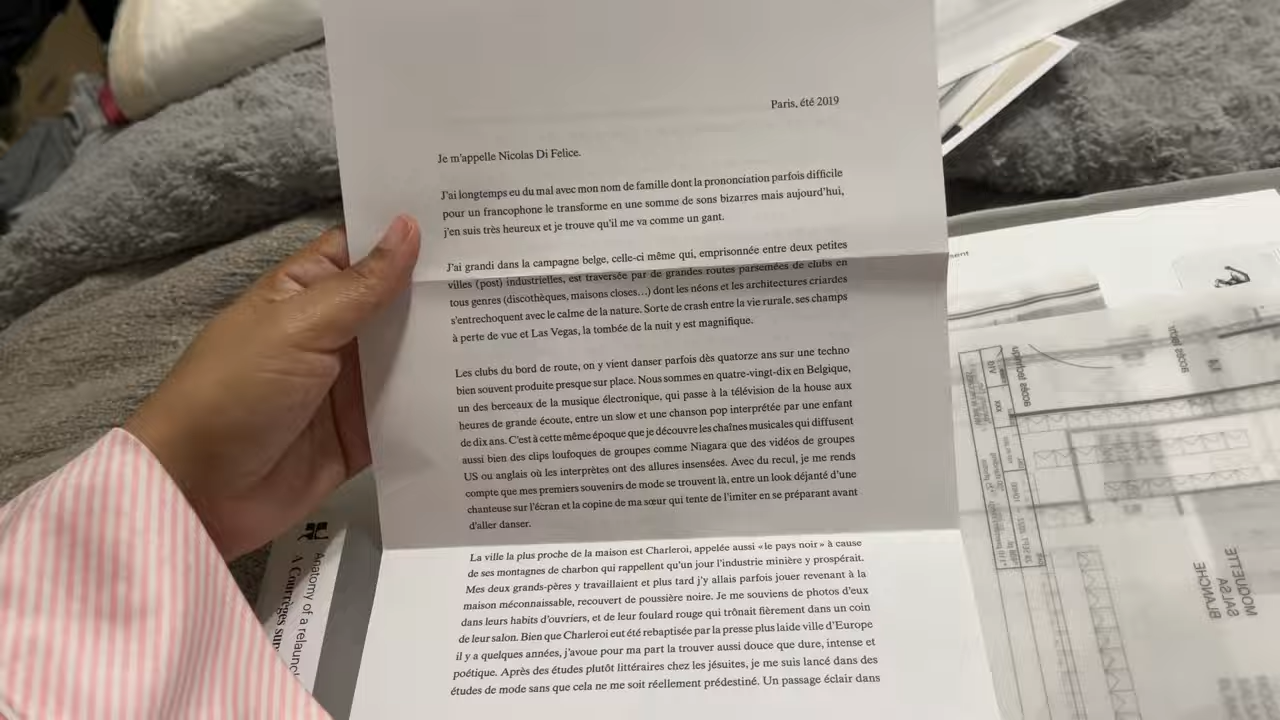 Paris, été 2019
Je m'appelle Nicolas Di Felice.
J'ai longtemps eu du mal avec mon nom de famille dont la prononciation parfois difficile
pour un francophone le transforme en une somme de sons bizarres mais aujourd'hui,
j'en suis très heureux et je trouve qu'il me va comme un gant.
J'ai grandi dans la campagne belge, celle-ci même qui, emprisonnée entre deux petites
villes (post) industrielles, est traversée par de grandes routes parsemées de clubs en
tous genres (discothèques, maisons closes…) dont les néons et les architectures criardes
s'entrechoquent avec le calme de la nature. Sorte de crash entre la vie rurale, ses champs
à perte de vue et Las Vegas, la tombée de la nuit y est magnifique.
Les clubs du bord de route, on y vient danser parfois dès quatorze ans sur une techno
bien souvent produite presque sur place. Nous sommes en quatre-vingt-dix en Belgique,
un des berceaux de la musique électronique, qui passe à la télévision de la house aux
heures de grande écoute, entre un slow et une chanson pop interprétée par une enfant
de dix ans. C'est à cette même époque que je découvre les chaînes musicales qui diffusent
aussi bien des clips loufoques de groupes comme Niagara que des vidéos de groupes
US ou anglais où les interprètes ont des allures insensées. Avec du recul, je me rends
compte que mes premiers souvenirs de mode se trouvent là, entre un look déjanté d'une
chanteuse sur l'écran et la copine de ma sœur qui tente de l'imiter en se préparant avant
d'aller danser.
La ville la plus proche de la maison est Charleroi, appelée aussi «le pays noir» à cause
de ses montagnes de charbon qui rappellent qu'un jour l'industrie minière y prospérait.
Mes deux grands-pères y travaillaient et plus tard j'y allais parfois jouer revenant à la
maison méconnaissable, recouvert de poussière noire. Je me souviens de photos d'eux
dans leurs habits d'ouvriers, et de leur foulard rouge qui trônait fièrement dans un coin
de leur salon. Bien que Charleroi eut été rebaptisée par la presse plus laide ville d'Europe
il y a quelques années, j'avoue pour ma part la trouver aussi douce que dure, intense et
poétique. Après des études plutôt littéraires chez les jésuites, je me suis lancé dans des
études de mode sans que cela ne me soit réellement prédestiné. Un passage éclair dans
Anatomy of a relaunch
A Courrèges
MOQUETTE
SALSA
BLANCHE